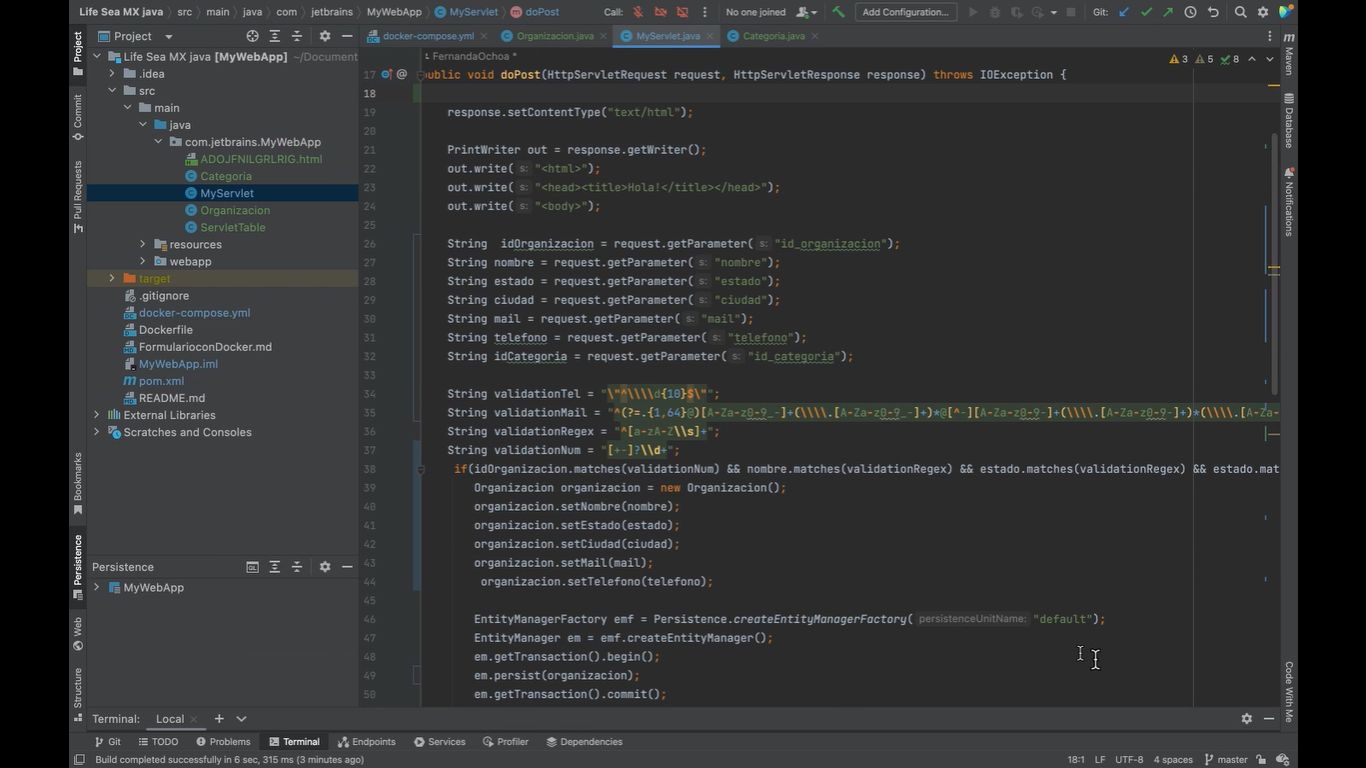 Life Sea MX java › src › main › java › com › jetbrains › MyWebApp › MyServlet › doPost
Call:
No one joined
Add Configuration...
Git:
Project
docker-compose.yml
Organizacion.java
MyServlet.java
Categoria.java
Life Sea MX java [MyWebApp] ~/Document
.idea
src
main
java
com.jetbrains.MyWebApp
ADOJFNILGRLRIG.html
Categoria
MyServlet
Organizacion
ServletTable
resources
webapp
target
.gitignore
docker-compose.yml
Dockerfile
FormularioconDocker.md
MyWebApp.iml
pom.xml
README.md
External Libraries
Scratches and Consoles
Persistence
MyWebApp
Project
Commit
Pull Requests
Bookmarks
Persistence
Web
Structure
FernandaOchoa *
3 5 8
17 @ public void doPost(HttpServletRequest request, HttpServletResponse response) throws IOException {
18
19 response.setContentType("text/html");
20
21 PrintWriter out = response.getWriter();
22 out.write( s: "<html>");
23 out.write( s: "<head><title>Hola!</title></head>");
24 out.write( s: "<body>");
25
26 String idOrganizacion = request.getParameter( s: "id_organizacion");
27 String nombre = request.getParameter( s: "nombre");
28 String estado = request.getParameter( s: "estado");
29 String ciudad = request.getParameter( s: "ciudad");
30 String mail = request.getParameter( s: "mail");
31 String telefono = request.getParameter( s: "telefono");
32 String idCategoria = request.getParameter( s: "id_categoria");
33
34 String validationTel = "\"^\\\\d{10}$\"";
35 String validationMail = "^(?=.{1,64}@)[A-Za-z0-9_-]+(\\\\.[A-Za-z0-9_-]+)*@[^-][A-Za-z0-9-]+(\\\\.[A-Za-z0-9-]+)*(\\\\.[A-Za-
36 String validationRegex = "^[a-zA-Z\\s]+";
37 String validationNum = "[+-]?\\d+";
38 if(idOrganizacion.matches(validationNum) && nombre.matches(validationRegex) && estado.matches(validationRegex) && estado.mat
39 Organizacion organizacion = new Organizacion();
40 organizacion.setNombre(nombre);
41 organizacion.setEstado(estado);
42 organizacion.setCiudad(ciudad);
43 organizacion.setMail(mail);
44 organizacion.setTelefono(telefono);
45
46 EntityManagerFactory emf = Persistence.createEntityManagerFactory( persistenceUnitName: "default");
47 EntityManager em = emf.createEntityManager();
48 em.getTransaction().begin();
49 em.persist(organizacion);
50 em.getTransaction().commit();
Maven
Database
Notifications
Code With Me
Terminal: Local
Git TODO Problems Terminal Endpoints Services Profiler Dependencies
Build completed successfully in 6 sec, 315 ms (3 minutes ago)
18:1 LF UTF-8 4 spaces master